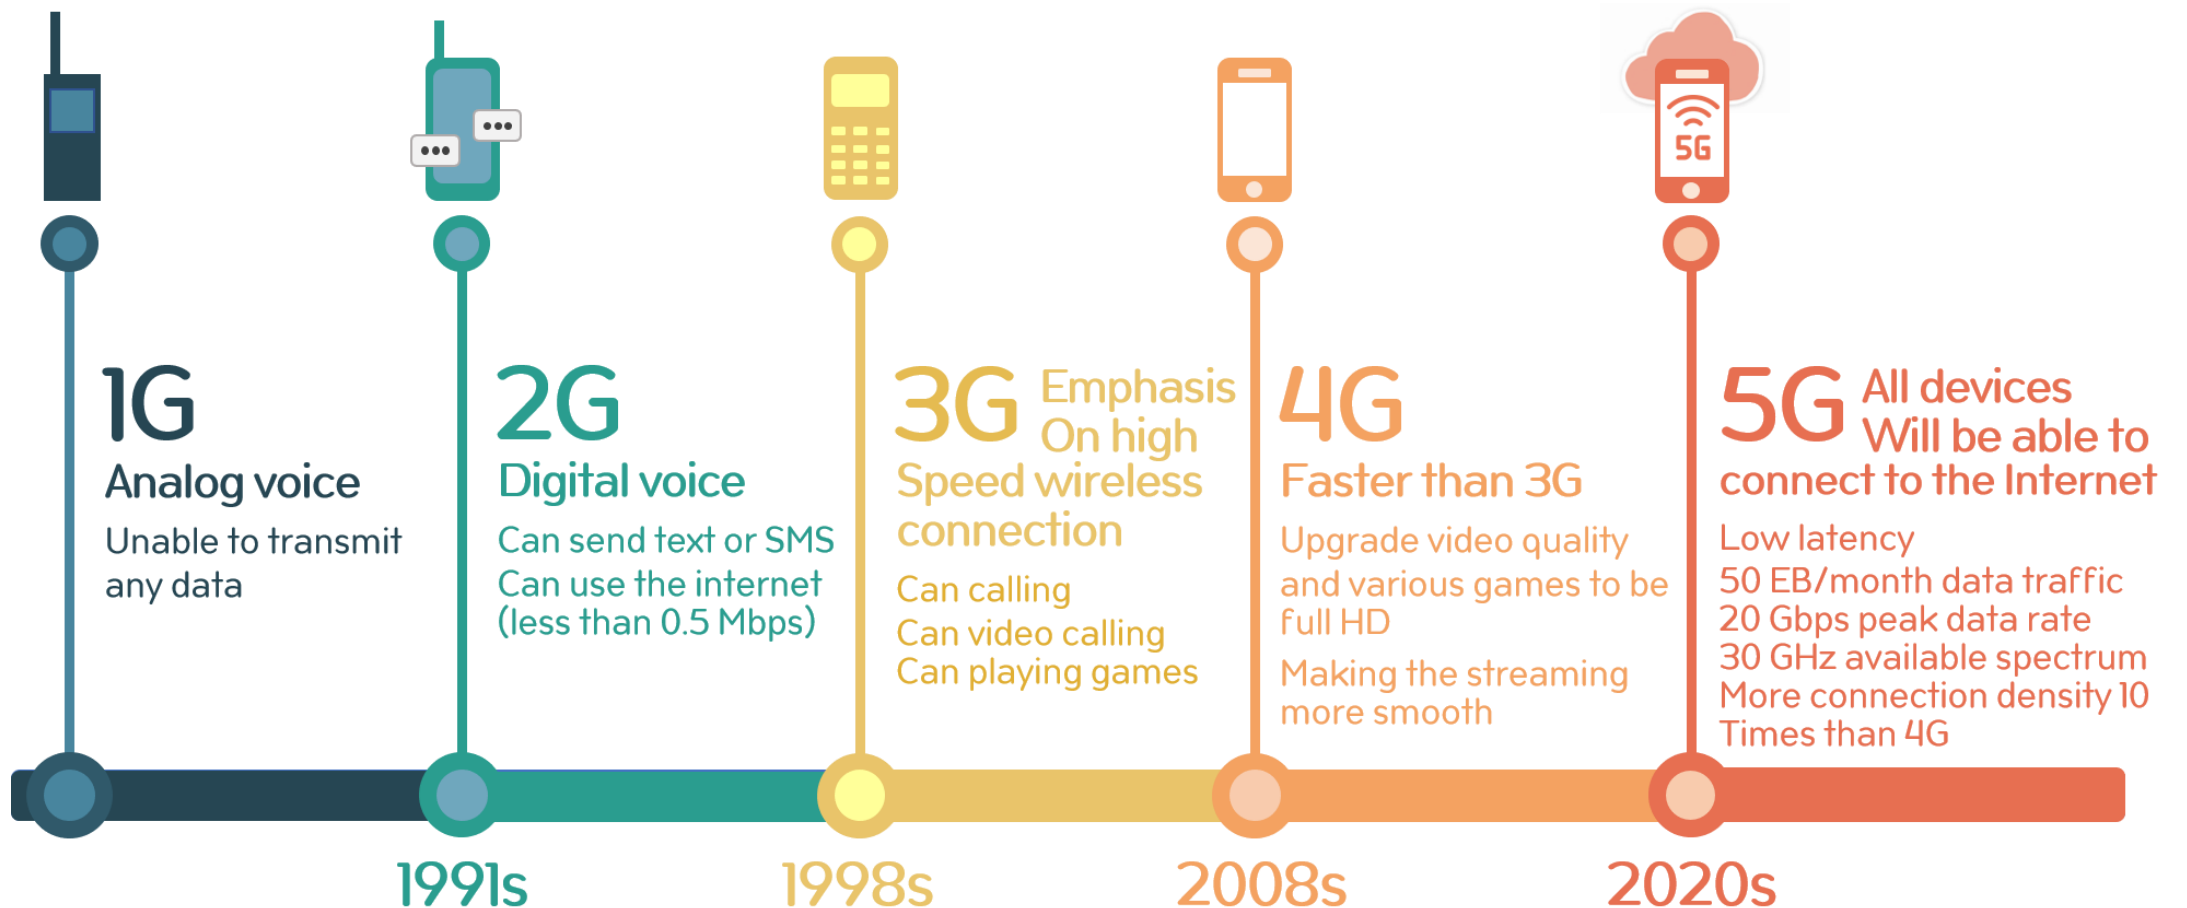 5G
1G
Analog voice
Unable to transmit
any data
2G
Digital voice
Can send text or SMS
Can use the internet
(less than 0.5 Mbps)
3G Emphasis
On high
Speed wireless
connection
Can calling
Can video calling
Can playing games
4G
Faster than 3G
Upgrade video quality
and various games to be
full HD
Making the streaming
more smooth
5G All devices
Will be able to
connect to the Internet
Low latency
50 EB/month data traffic
20 Gbps peak data rate
30 GHz available spectrum
More connection density 10
Times than 4G
1991s
1998s
2008s
2020s